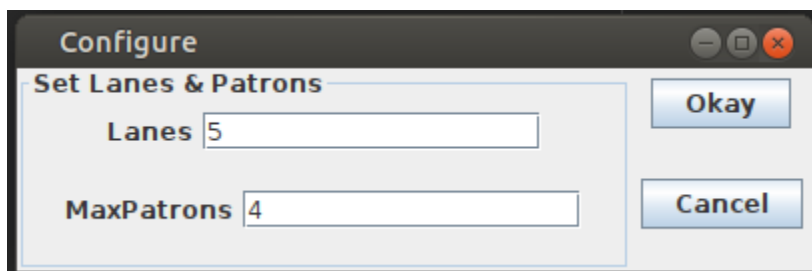 Configure
Set Lanes & Patrons
Okay
Lanes 5
MaxPatrons 4
Cancel